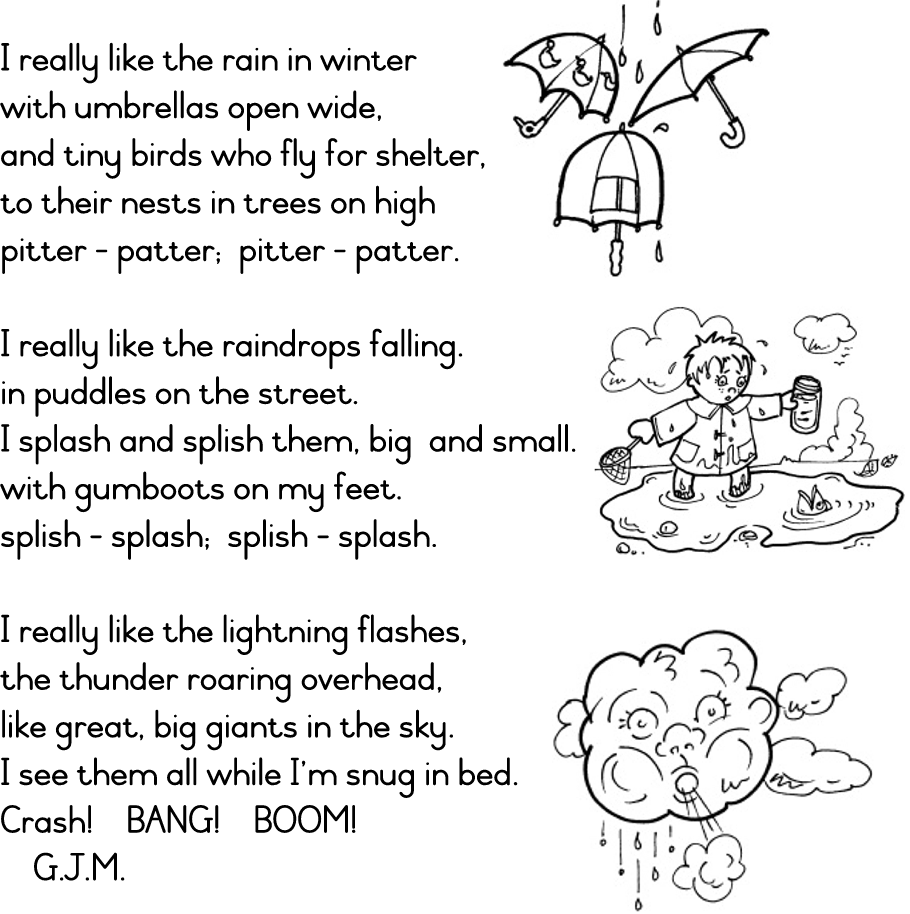 I really like the rain in winter
with umbrellas open wide,
and tiny birds who fly for shelter,
to their nests in trees on high
pitter - patter; pitter - patter.
I really like the raindrops falling.
in puddles on the street.
I splash and splish them, big and small.
with gumboots on my feet.
splish - splash; splish - splash.
I really like the lightning flashes,
the thunder roaring overhead,
like great, big giants in the sky.
I see them all while I'm snug in bed.
Crash! BANG! BOOM!
G.J.M.